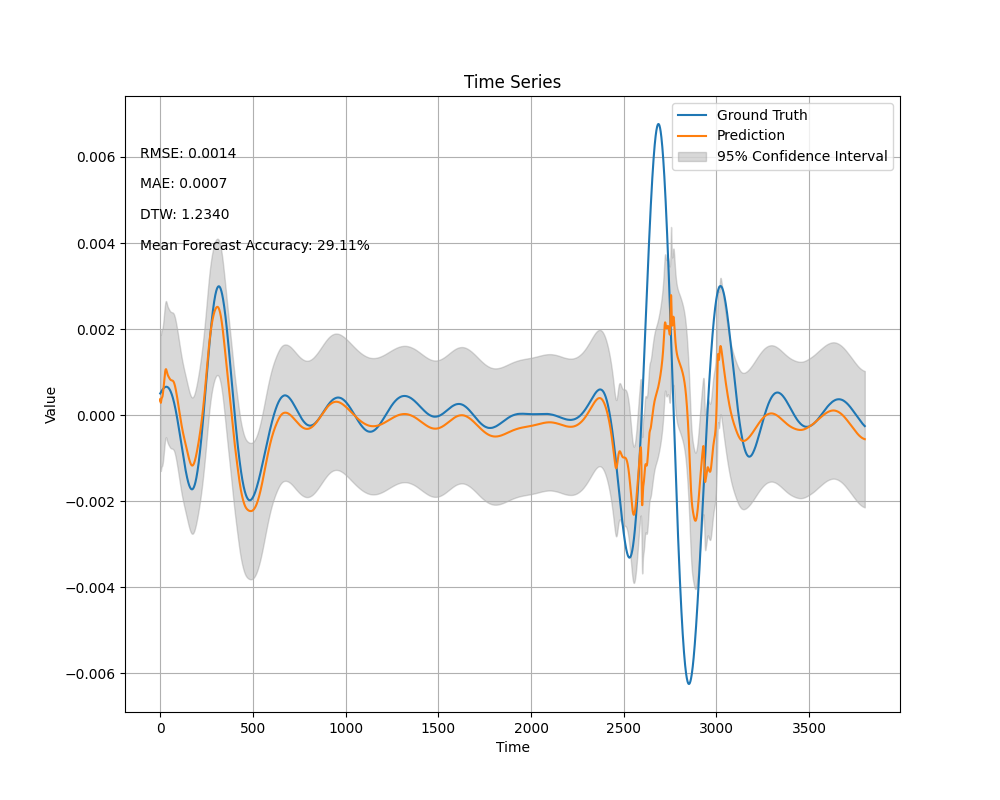 Time Series
Ground Truth
Prediction
95% Confidence Interval
RMSE: 0.0014
MAE: 0.0007
DTW: 1.2340
Mean Forecast Accuracy: 29.11%
Value
0.006
0.004
0.002
0.000
−0.002
−0.004
−0.006
0 500 1000 1500 2000 2500 3000 3500
Time